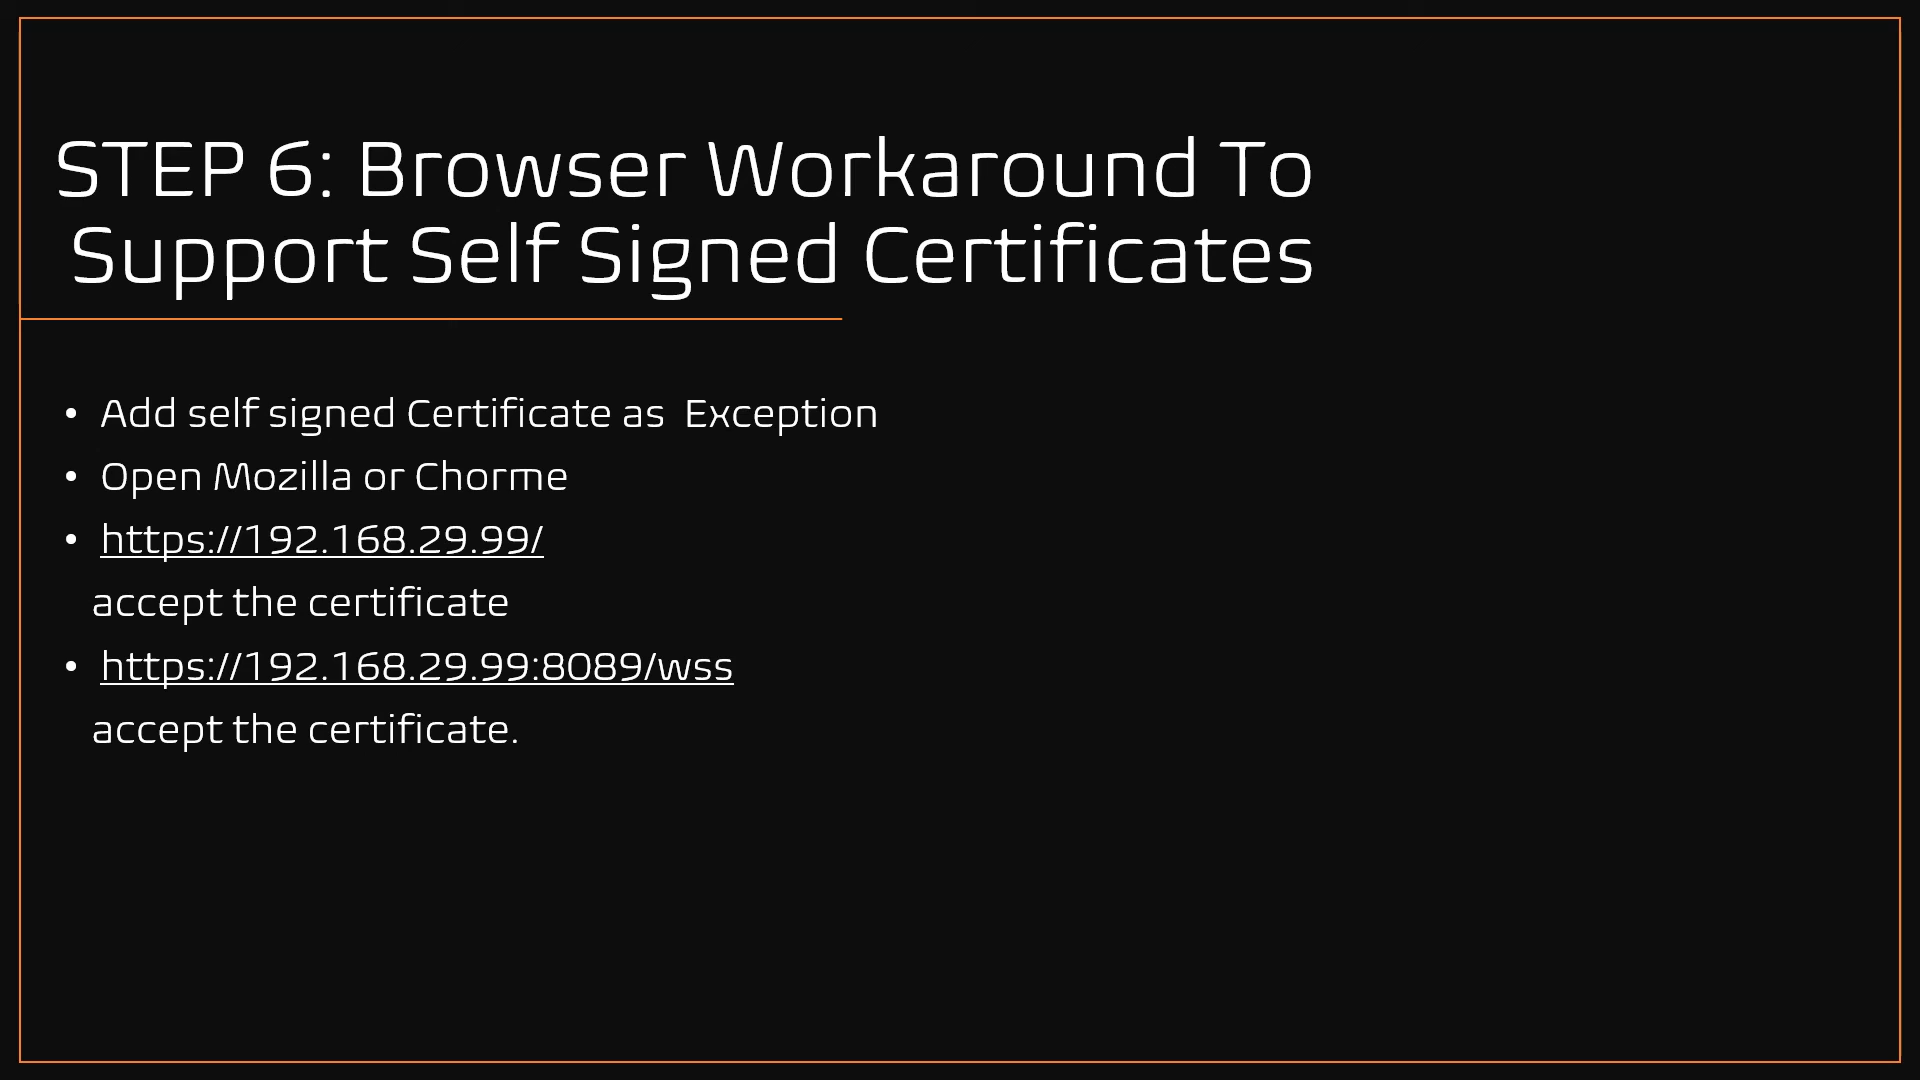 STEP 6: Browser Workaround To
Support Self Signed Certificates
• Add self signed Certificate as  Exception
• Open Mozilla or Chorme
• https://192.168.29.99/
accept the certificate
• https://192.168.29.99:8089/wss
accept the certificate.